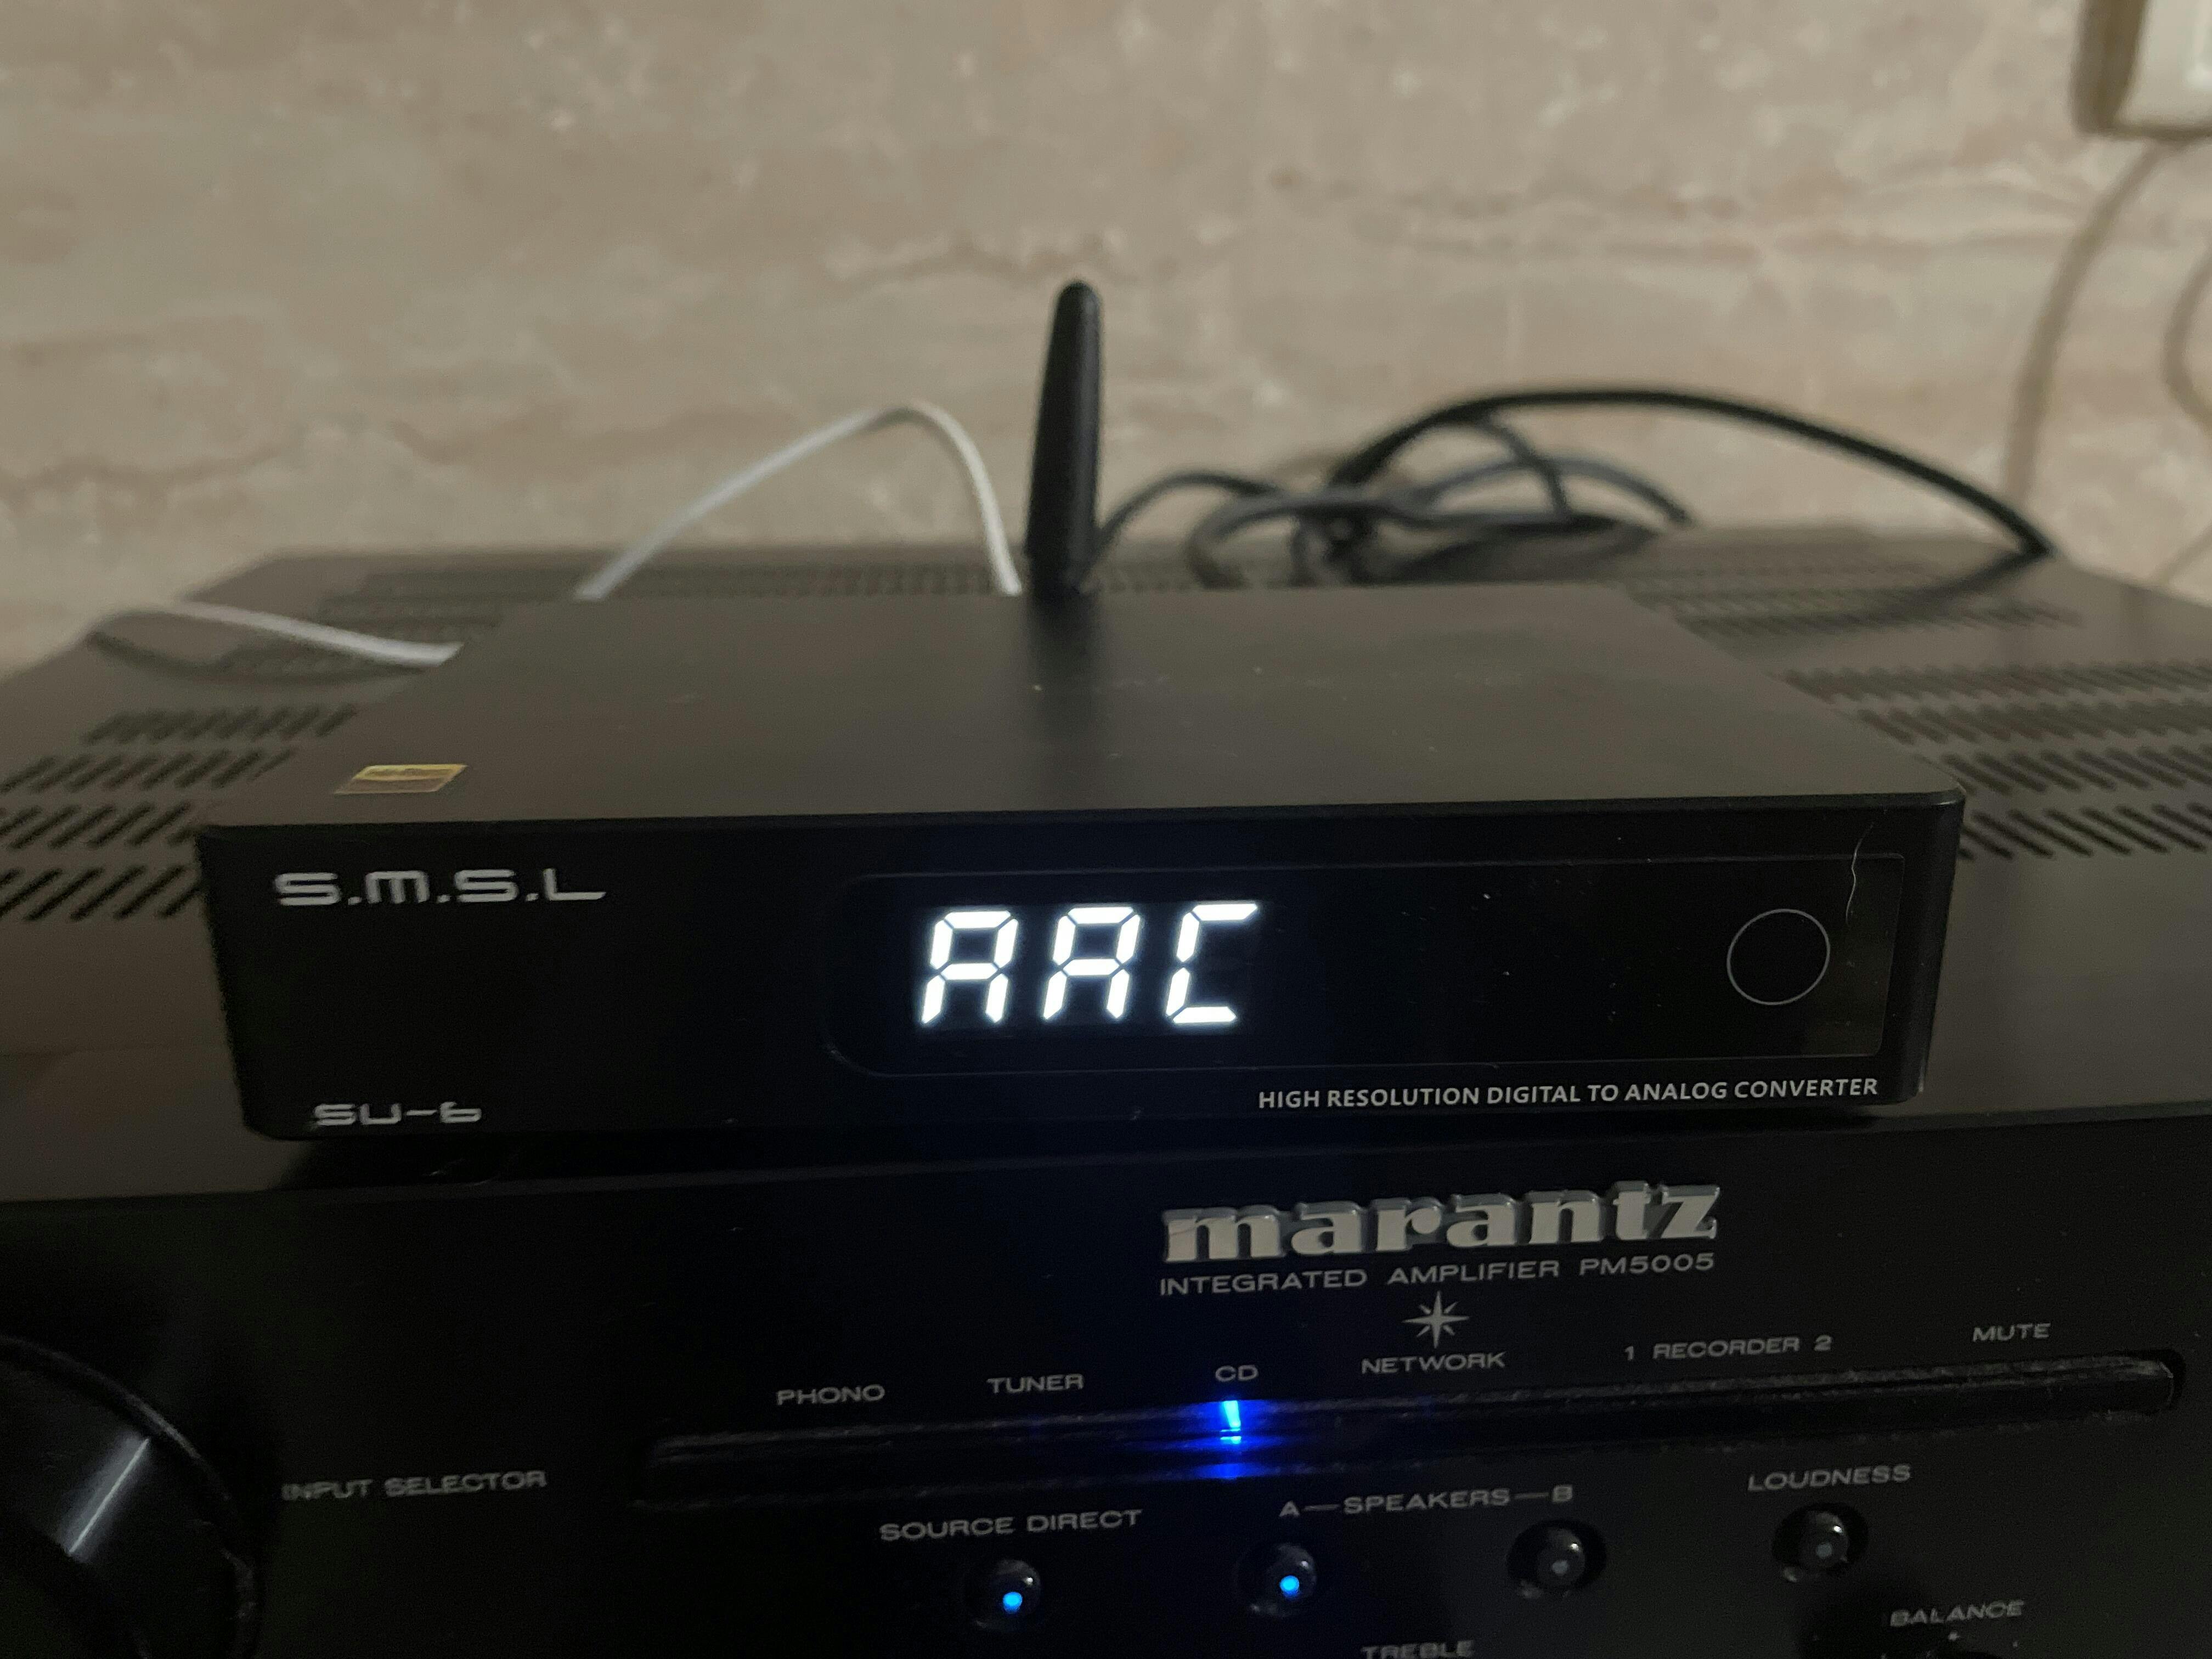 S.M.S.L
AAC
SU-6
HIGH RESOLUTION DIGITAL TO ANALOG CONVERTER
marantz
INTEGRATED AMPLIFIER PM5005
PHONO TUNER CD NETWORK 1 RECORDER 2 MUTE
INPUT SELECTOR
SOURCE DIRECT A—SPEAKERS—B LOUDNESS
TREBLE BALANCE